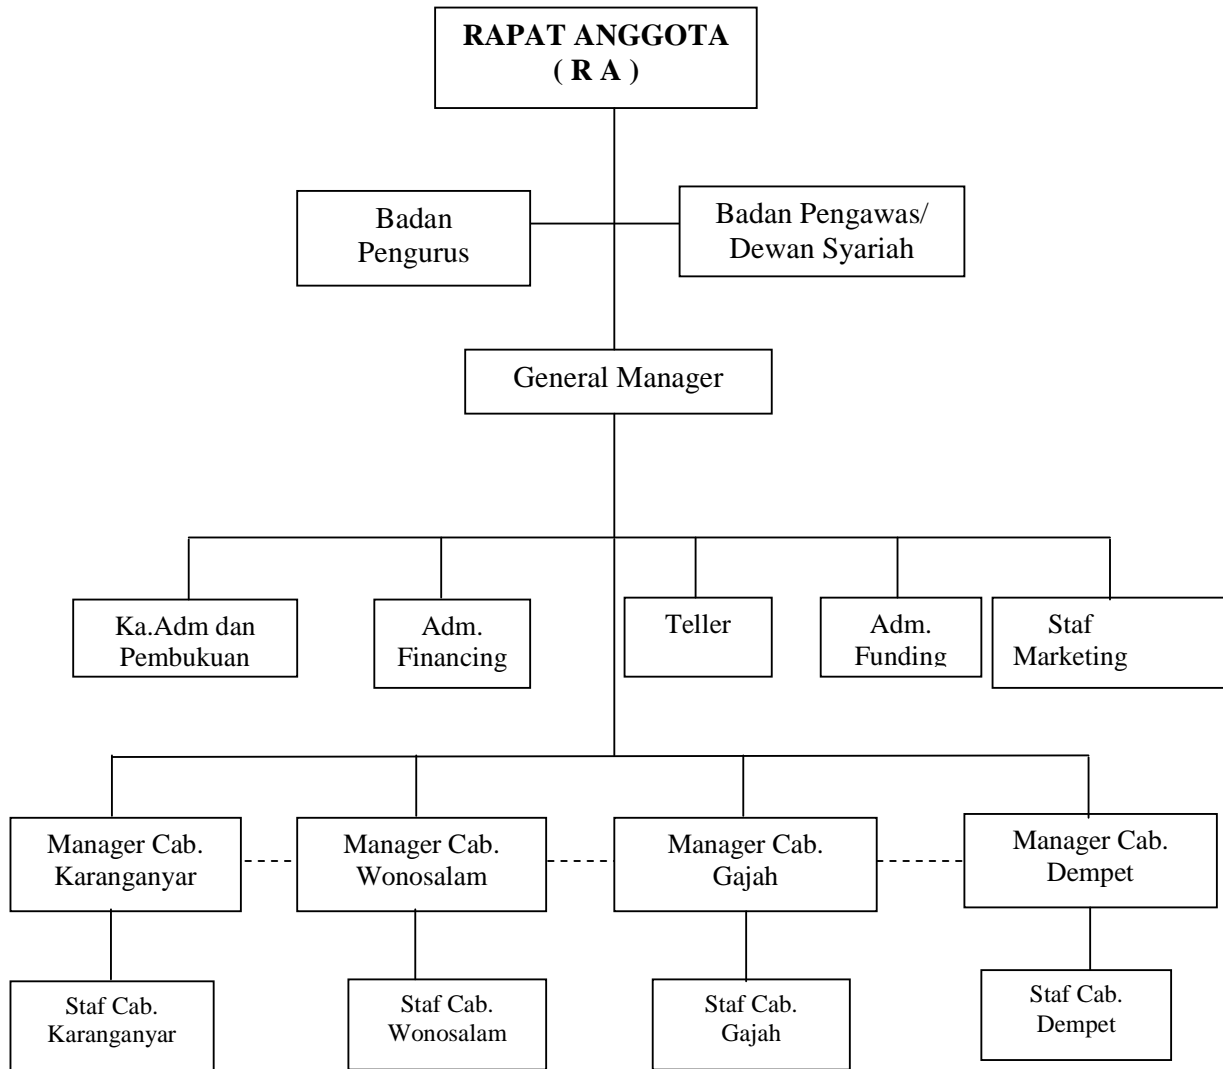 RAPAT ANGGOTA
( R A )
Badan
Pengurus
Badan Pengawas/
Dewan Syariah
General Manager
Ka.Adm dan
Pembukuan
Adm.
Financing
Teller
Adm.
Funding
Staf
Marketing
Manager Cab.
Karanganyar
Manager Cab.
Wonosalam
Manager Cab.
Gajah
Manager Cab.
Dempet
Staf Cab.
Karanganyar
Staf Cab.
Wonosalam
Staf Cab.
Gajah
Staf Cab.
Dempet